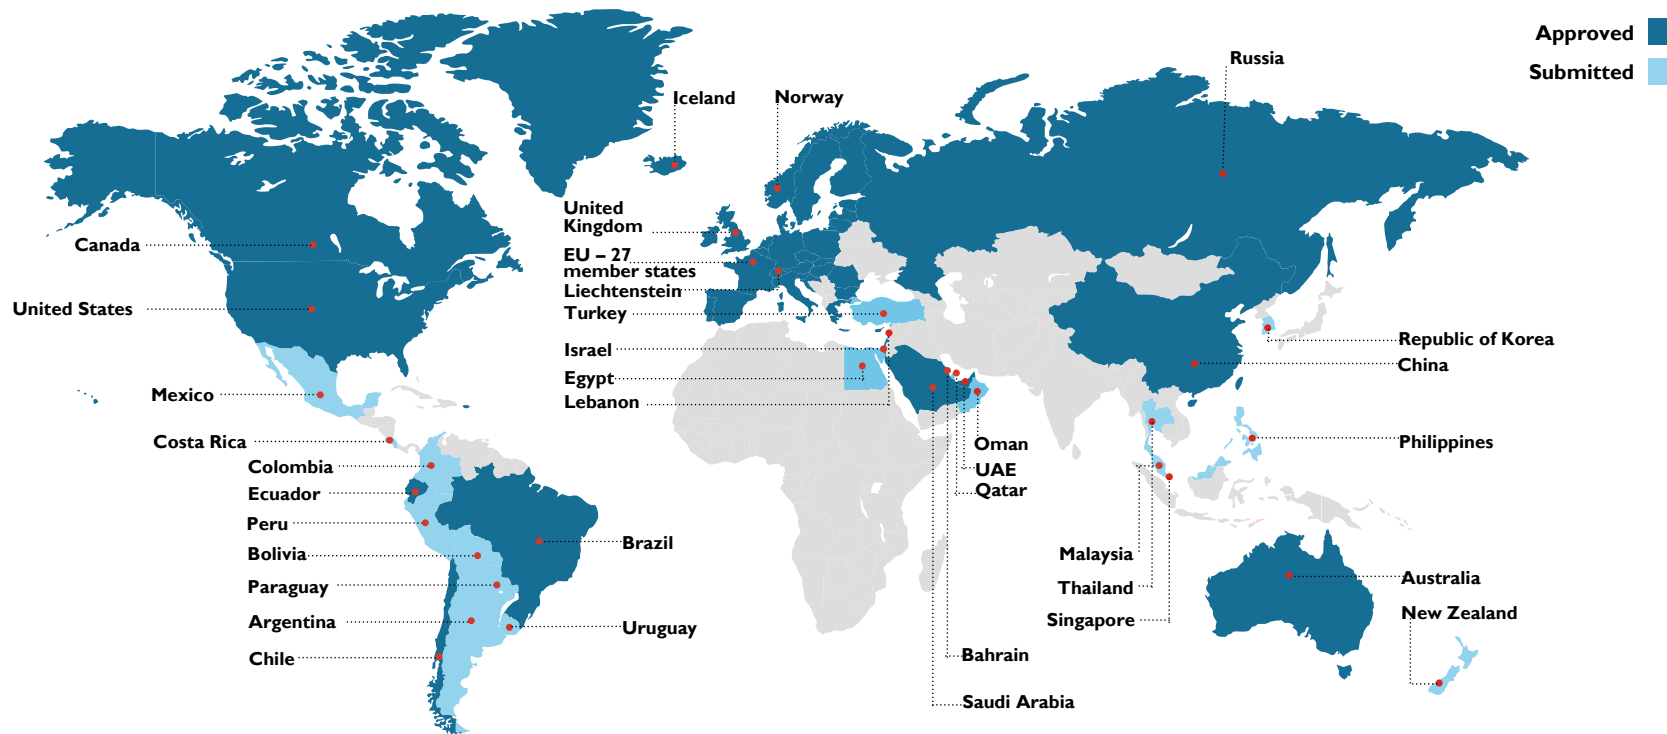 Approved
Submitted
Russia
Iceland
Norway
United
Kingdom
EU – 27
member states
Liechtenstein
Turkey
Israel
Egypt
Lebanon
Canada
United States
Mexico
Costa Rica
Colombia
Ecuador
Peru
Bolivia
Paraguay
Argentina
Chile
Brazil
Uruguay
Oman
UAE
Qatar
Bahrain
Saudi Arabia
Republic of Korea
China
Philippines
Malaysia
Thailand
Singapore
Australia
New Zealand